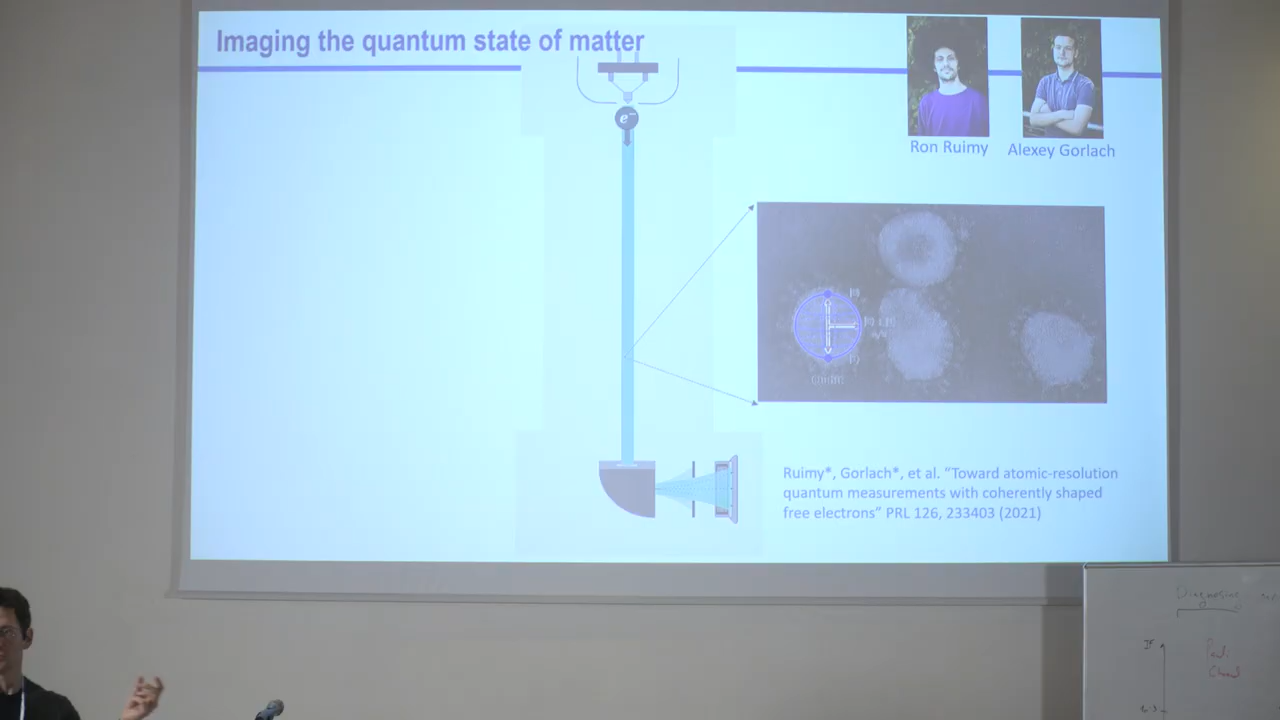 Imaging the quantum state of matter
e⁻
Ron Ruimy
Alexey Gorlach
Ruimy*, Gorlach*, et al. “Toward atomic-resolution
quantum measurements with coherently shaped
free electrons” PRL 126, 233403 (2021)
Diagnosing